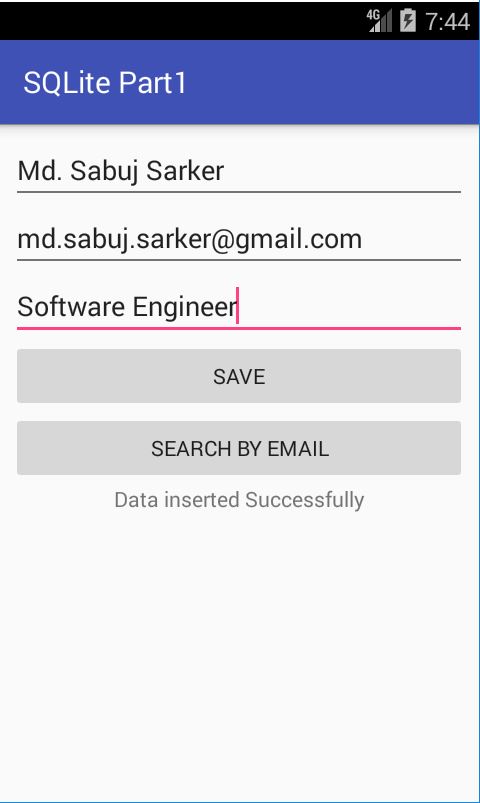 4G 7:44
SQLite Part1
Md. Sabuj Sarker
md.sabuj.sarker@gmail.com
Software Engineer
SAVE
SEARCH BY EMAIL
Data inserted Successfully